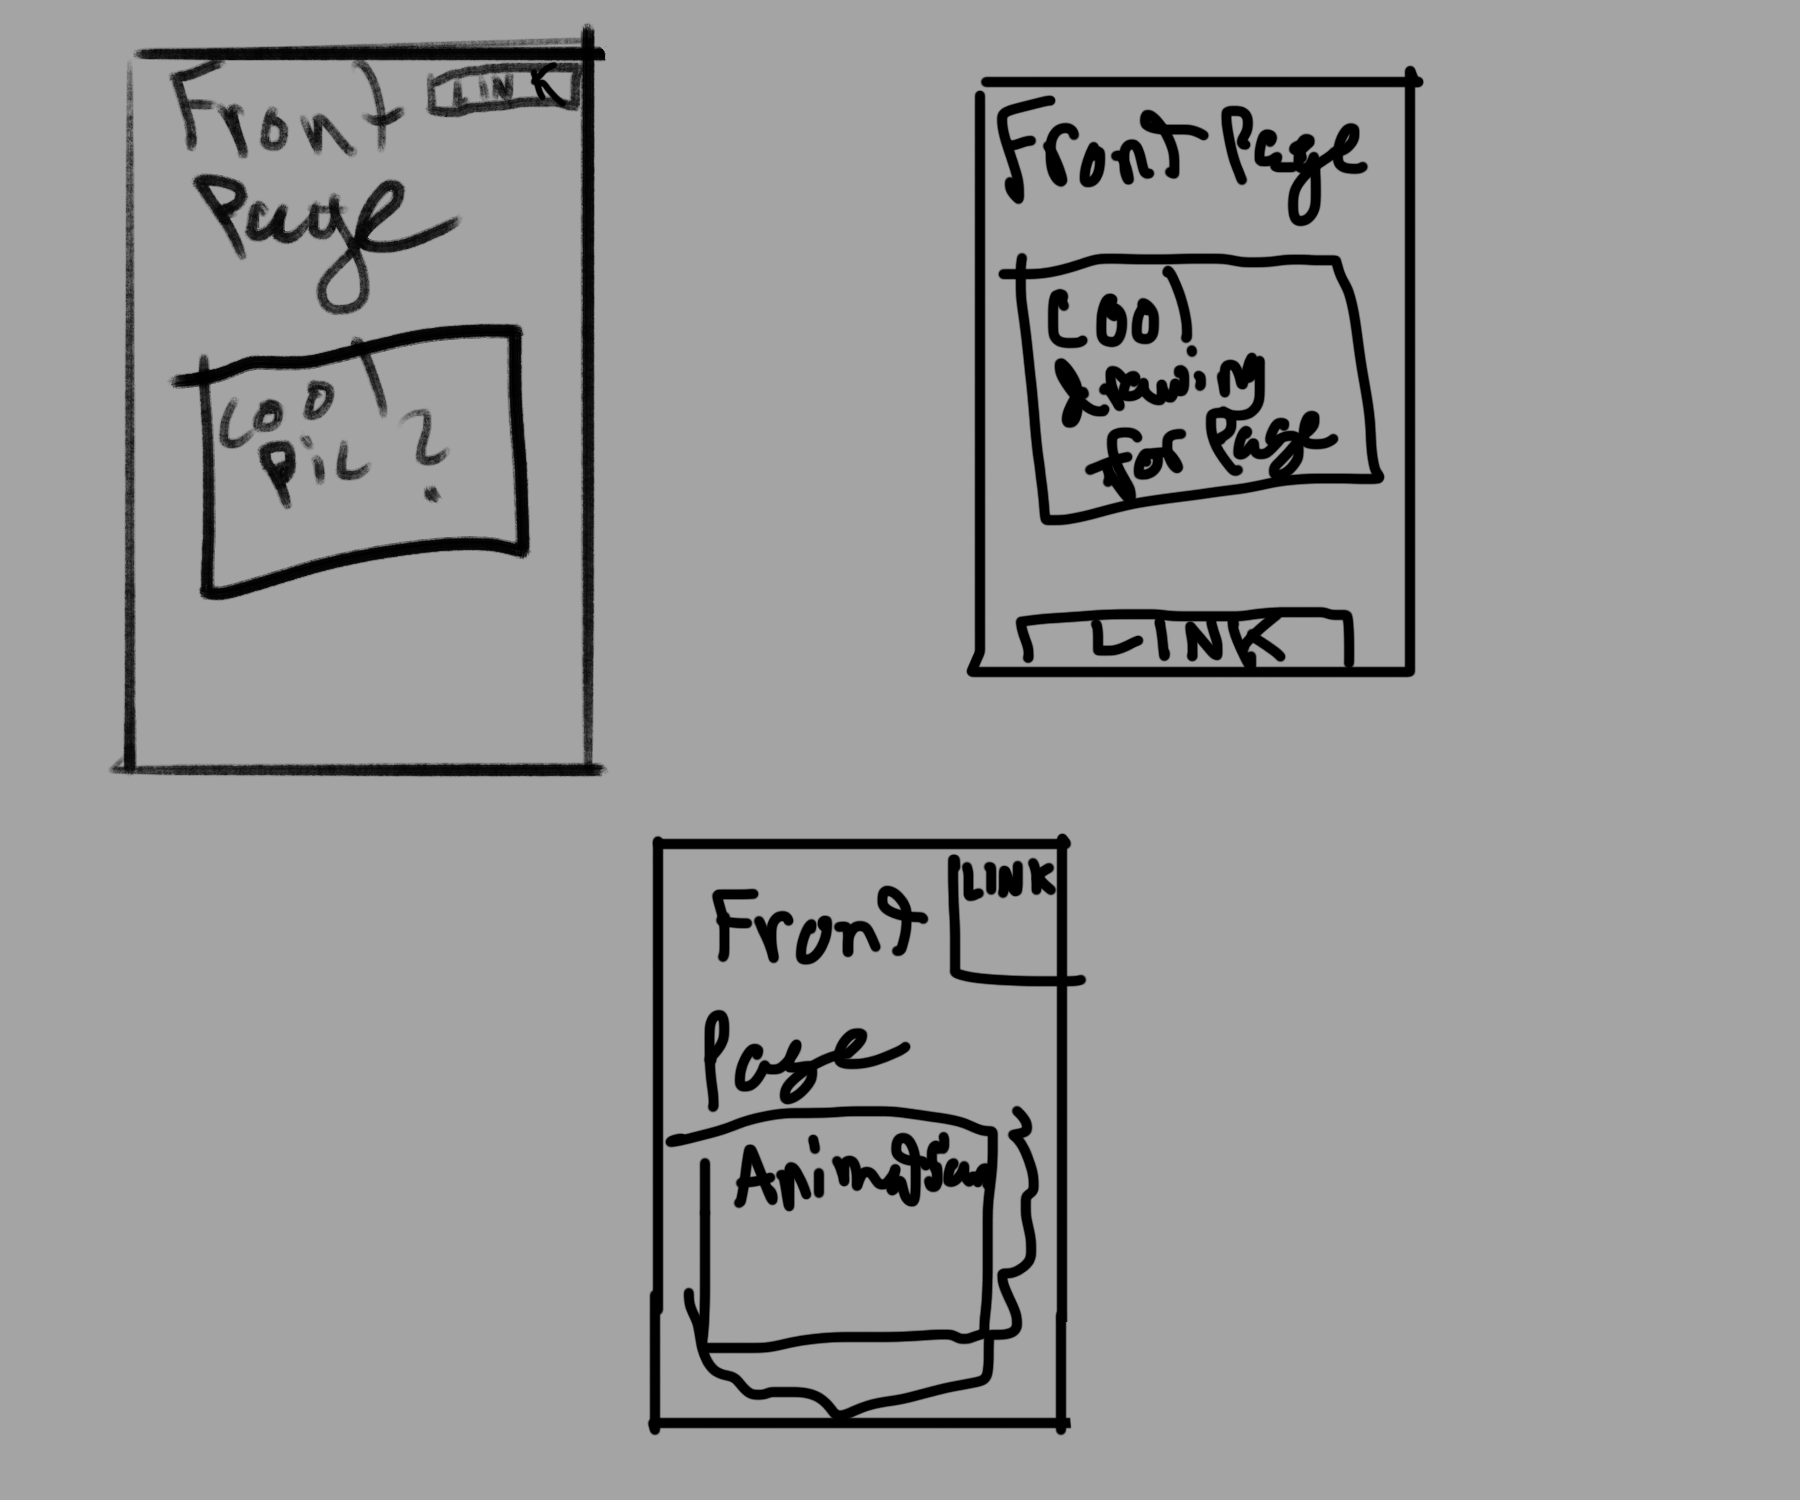 Front
LINK
Page
Cool
Pic ?
Front Page
Cool
drawing
for Page
LINK
Front
LINK
Page